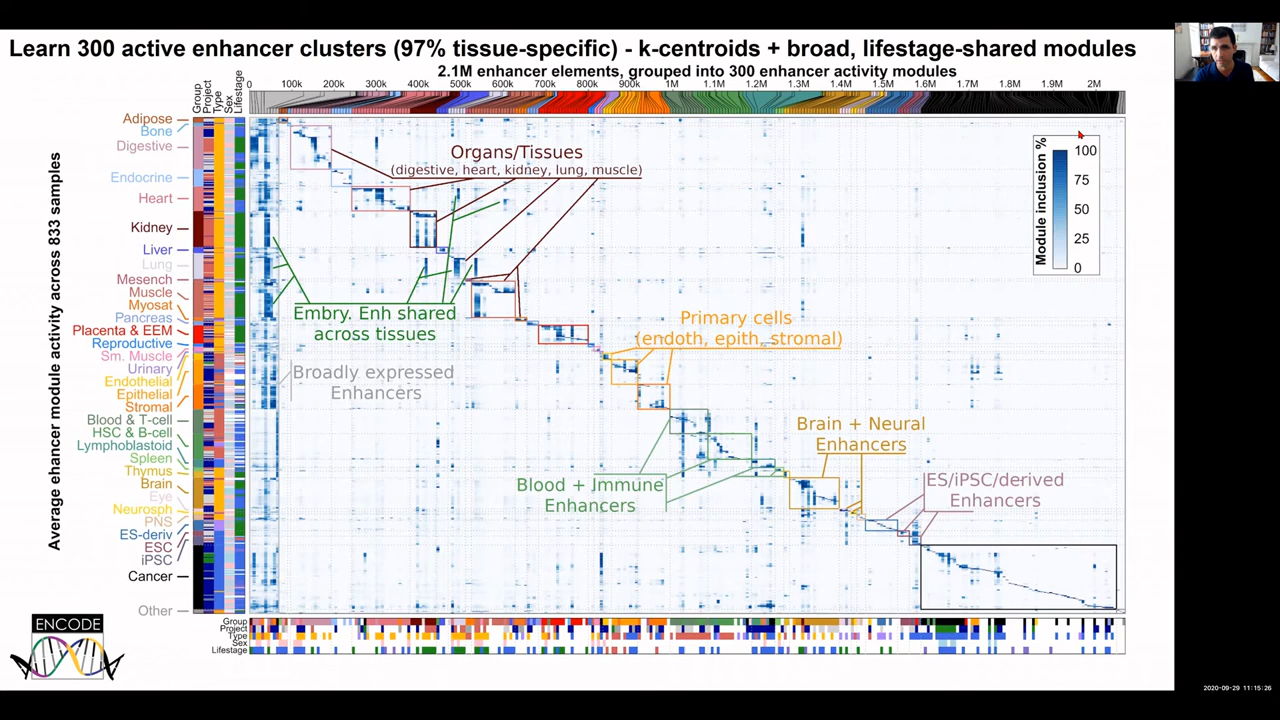 Learn 300 active enhancer clusters (97% tissue-specific) - k-centroids + broad, lifestage-shared modules
2.1M enhancer elements, grouped into 300 enhancer activity modules
Group
Project
Type
Sex
Lifestage
0 100k 200k 300k 400k 500k 600k 700k 800k 900k 1M 1.1M 1.2M 1.3M 1.4M 1.5M 1.6M 1.7M 1.8M 1.9M 2M
Average enhancer module activity across 833 samples
Adipose
Bone
Digestive
Endocrine
Heart
Kidney
Liver
Lung
Mesench
Muscle
Myosat
Pancreas
Placenta & EEM
Reproductive
Sm. Muscle
Urinary
Endothelial
Epithelial
Stromal
Blood & T-cell
HSC & B-cell
Lymphoblastoid
Spleen
Thymus
Brain
Eye
Neurosph
PNS
ES-deriv
ESC
iPSC
Cancer
Other
Organs/Tissues
(digestive, heart, kidney, lung, muscle)
Embry. Enh shared
across tissues
Broadly expressed
Enhancers
Primary cells
(endoth, epith, stromal)
Blood + Immune
Enhancers
Brain + Neural
Enhancers
ES/iPSC/derived
Enhancers
Module inclusion %
100
75
50
25
0
Group
Project
Type
Sex
Lifestage
ENCODE
2020-09-29 11:15:26